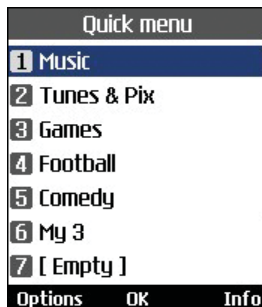 Quick menu
1 Music
2 Tunes & Pix
3 Games
4 Football
5 Comedy
6 My 3
7 [ Empty ]
Options OK Info